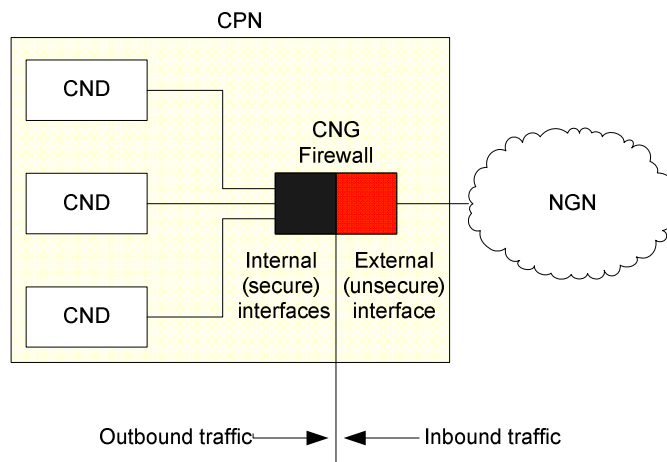 CPN
CND
CND
CND
CNG
Firewall
Internal
(secure)
interfaces
External
(unsecure)
interface
NGN
Outbound traffic
Inbound traffic